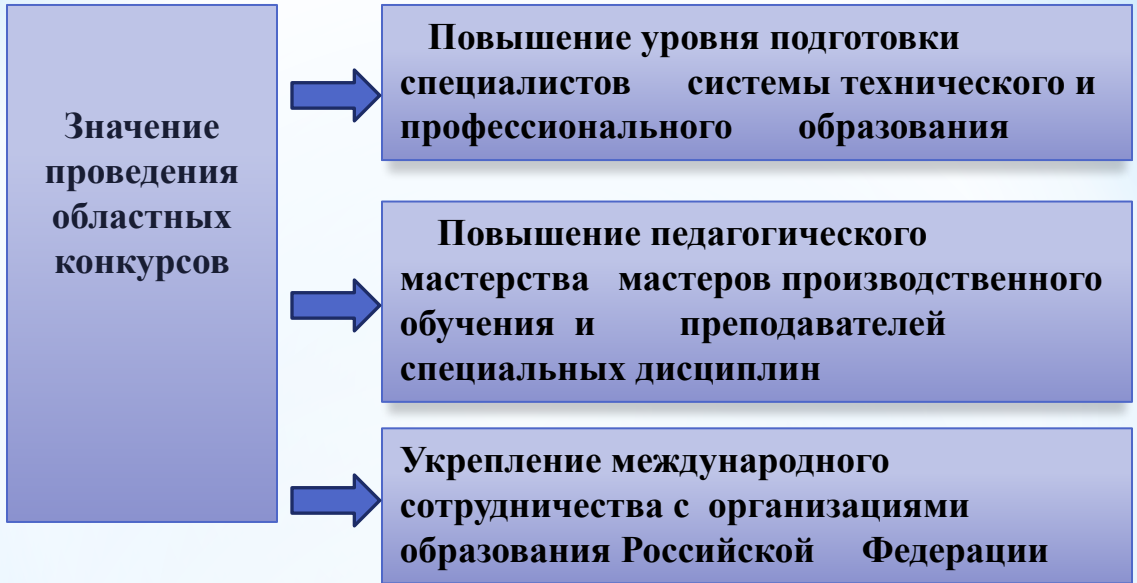 Значение
проведения
областных
конкурсов
Повышение уровня подготовки
специалистов системы технического и
профессионального образования
Повышение педагогического
мастерства мастеров производственного
обучения и преподавателей
специальных дисциплин
Укрепление международного
сотрудничества с организациями
образования Российской Федерации